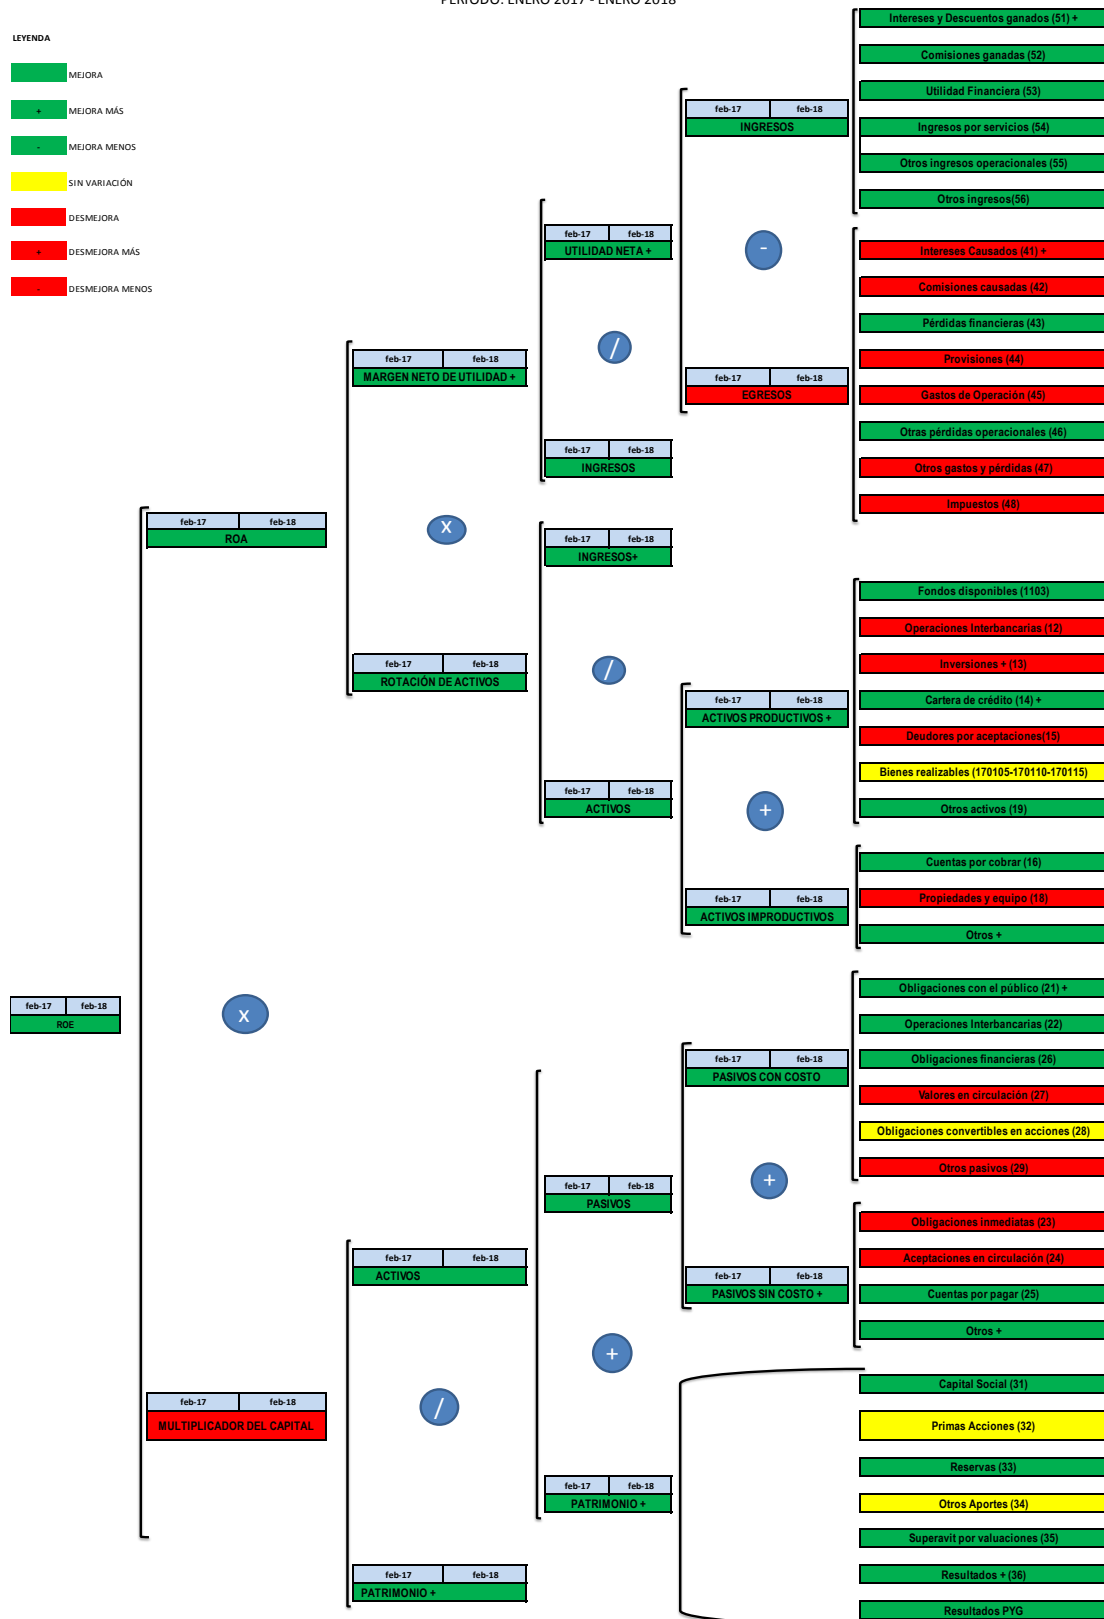 PERIODO: ENERO 2017 - ENERO 2018
LEYENDA
MEJORA
+ MEJORA MÁS
- MEJORA MENOS
SIN VARIACIÓN
DESMEJORA
+ DESMEJORA MÁS
- DESMEJORA MENOS
Intereses y Descuentos ganados (51) +
Comisiones ganadas (52)
Utilidad Financiera (53)
feb-17 feb-18
INGRESOS
Ingresos por servicios (54)
Otros ingresos operacionales (55)
Otros ingresos(56)
feb-17 feb-18
UTILIDAD NETA +
-
Intereses Causados (41) +
Comisiones causadas (42)
Pérdidas financieras (43)
/
feb-17 feb-18
MARGEN NETO DE UTILIDAD +
Provisiones (44)
feb-17 feb-18
EGRESOS
Gastos de Operación (45)
Otras pérdidas operacionales (46)
feb-17 feb-18
INGRESOS
Otros gastos y pérdidas (47)
Impuestos (48)
feb-17 feb-18
ROA
X
feb-17 feb-18
INGRESOS+
Fondos disponibles (1103)
Operaciones Interbancarias (12)
feb-17 feb-18
ROTACIÓN DE ACTIVOS
/
Inversiones + (13)
Cartera de crédito (14) +
feb-17 feb-18
ACTIVOS PRODUCTIVOS +
Deudores por aceptaciones(15)
Bienes realizables (170105-170110-170115)
feb-17 feb-18
ACTIVOS
+
Otros activos (19)
Cuentas por cobrar (16)
feb-17 feb-18
ACTIVOS IMPRODUCTIVOS
Propiedades y equipo (18)
Otros +
feb-17 feb-18
ROE
X
Obligaciones con el público (21) +
Operaciones Interbancarias (22)
feb-17 feb-18
PASIVOS CON COSTO
Obligaciones financieras (26)
Valores en circulación (27)
Obligaciones convertibles en acciones (28)
feb-17 feb-18
PASIVOS
+
Otros pasivos (29)
Obligaciones inmediatas (23)
feb-17 feb-18
ACTIVOS
Aceptaciones en circulación (24)
feb-17 feb-18
PASIVOS SIN COSTO +
Cuentas por pagar (25)
Otros +
+
feb-17 feb-18
MULTIPLICADOR DEL CAPITAL
/
Capital Social (31)
Primas Acciones (32)
Reservas (33)
feb-17 feb-18
PATRIMONIO +
Otros Aportes (34)
Superavit por valuaciones (35)
feb-17 feb-18
PATRIMONIO +
Resultados + (36)
Resultados PYG